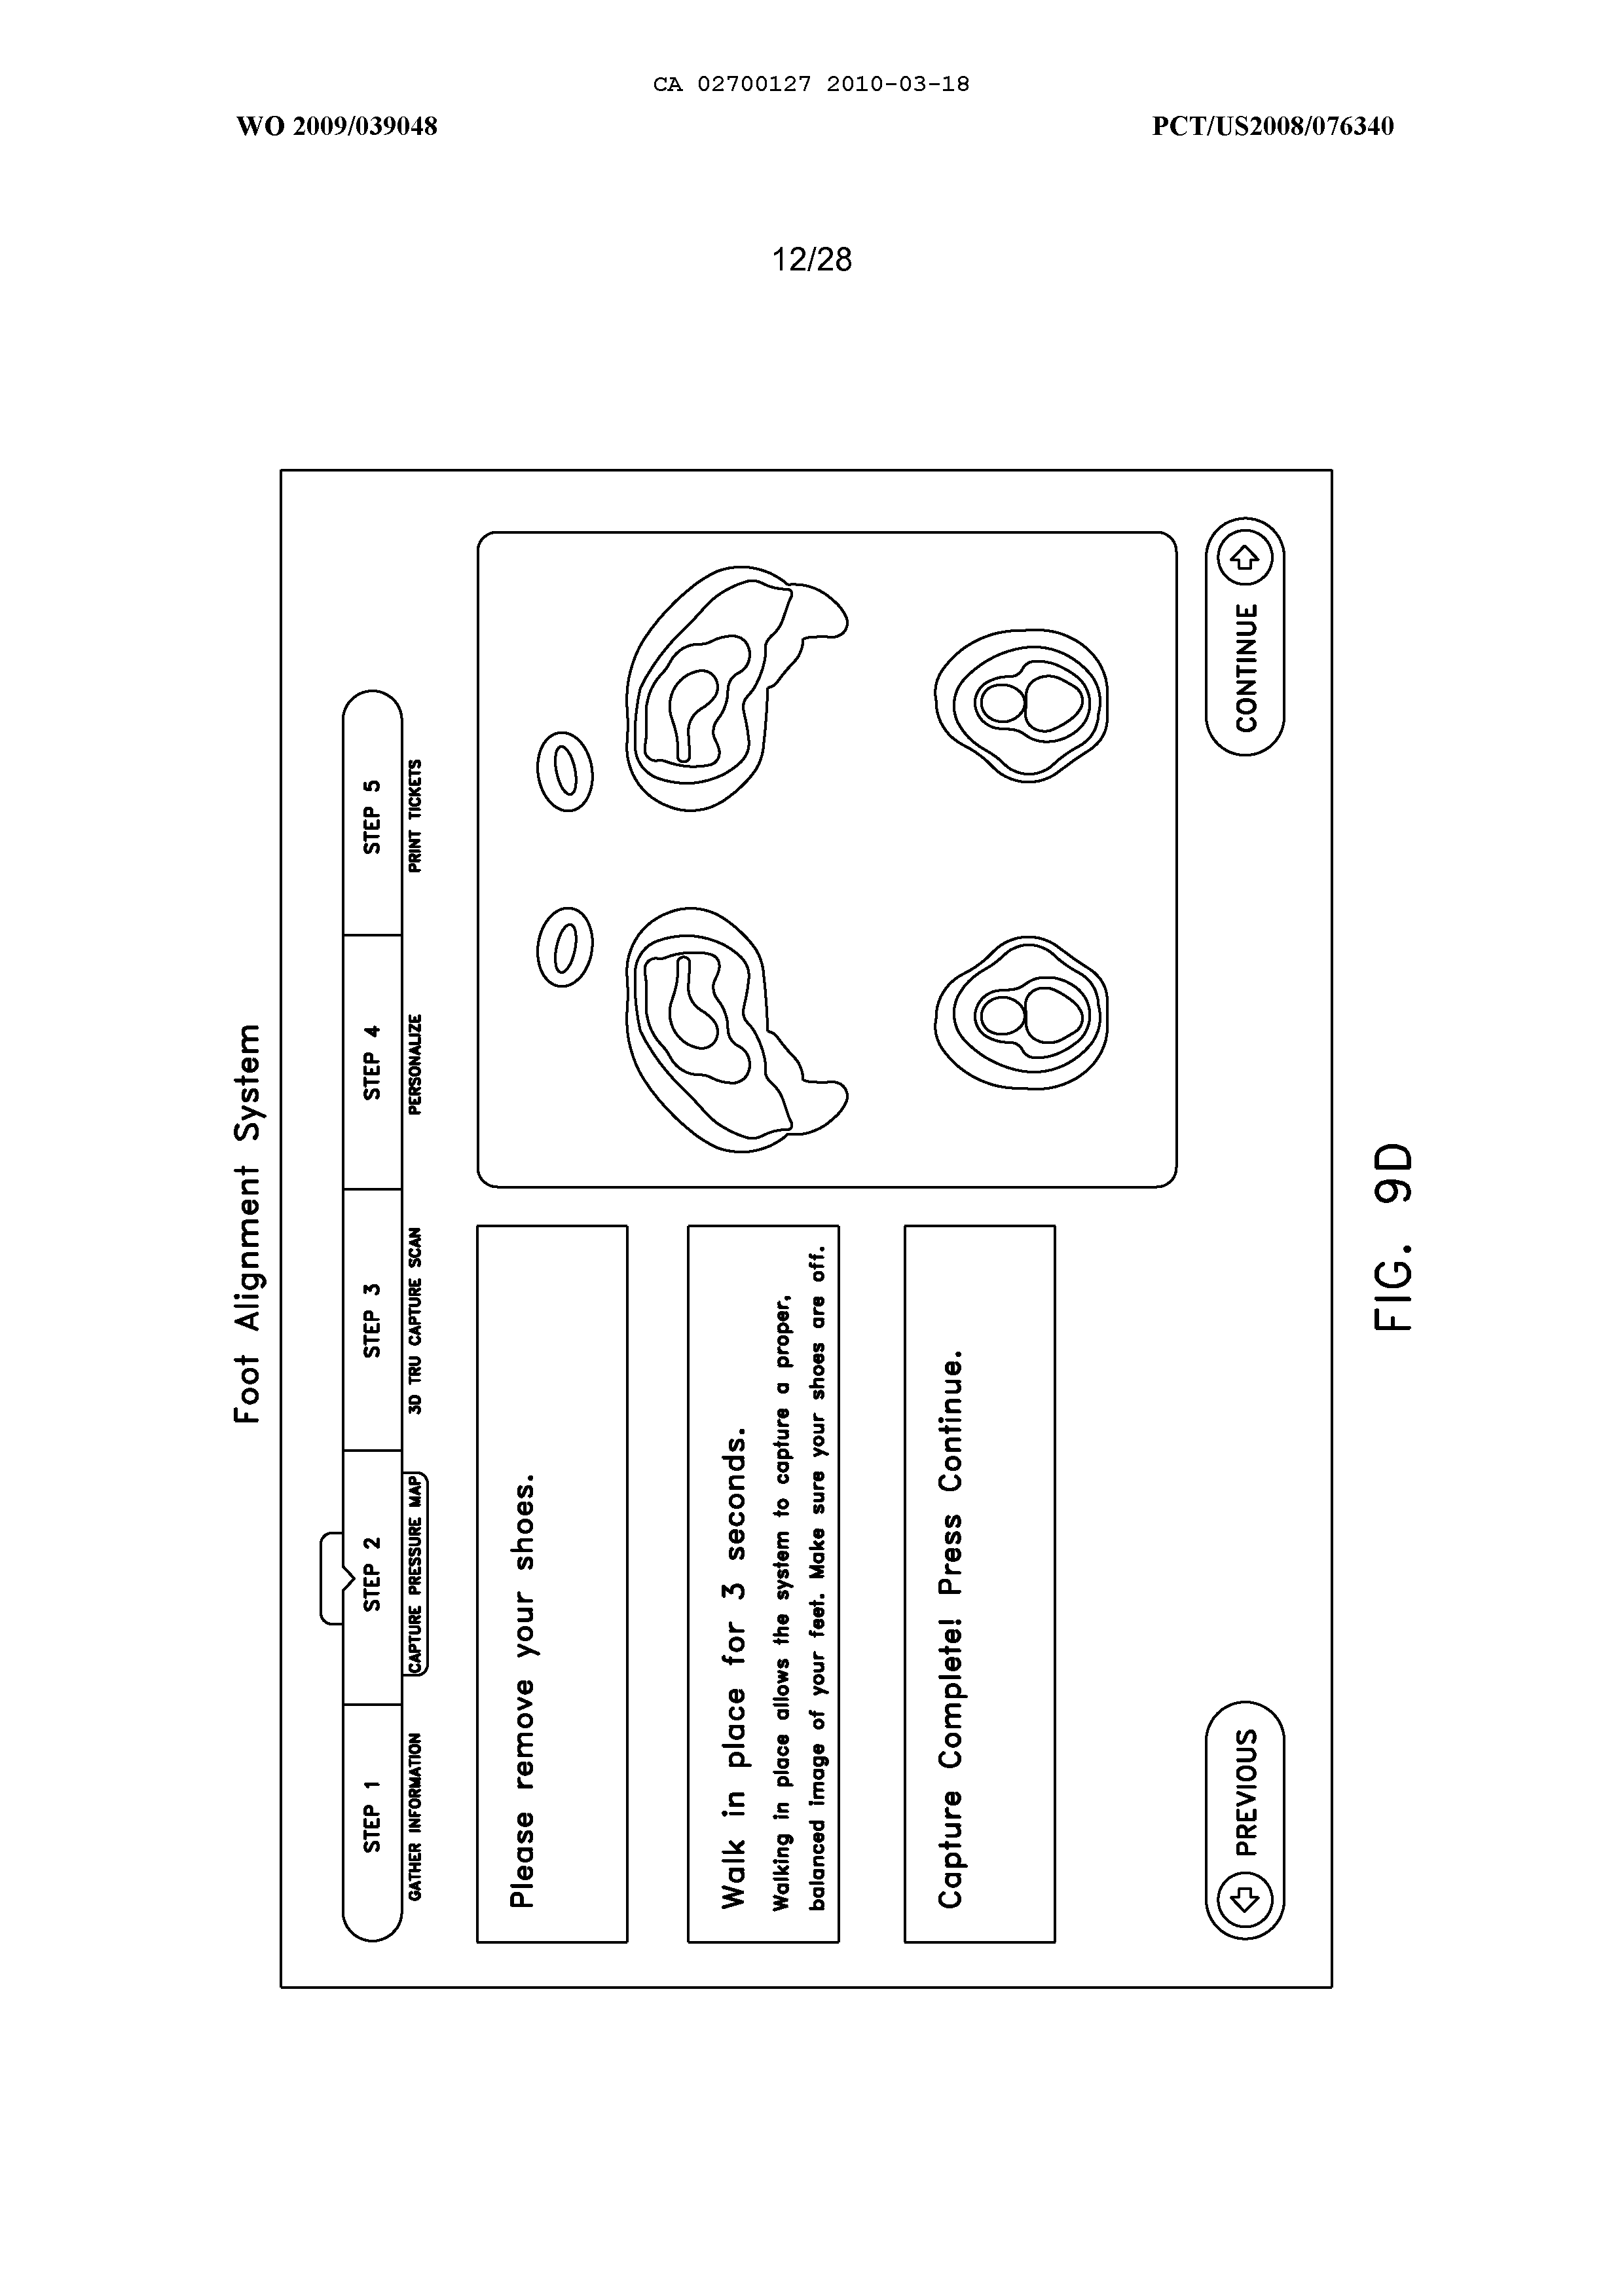 CA 02700127 2010-03-18
WO 2009/039048
PCT/US2008/076340
12/28
Foot Alignment System
STEP 1
STEP 2
STEP 3
STEP 4
STEP 5
GATHER INFORMATION
CAPTURE PRESSURE MAP
3D TRU CAPTURE SCAN
PERSONALIZE
PRINT TICKETS
Please remove your shoes.
Walk in place for 3 seconds.
Walking in place allows the system to capture a proper,
balanced image of your feet. Make sure your shoes are off.
Capture Complete! Press Continue.
PREVIOUS
CONTINUE
FIG. 9D